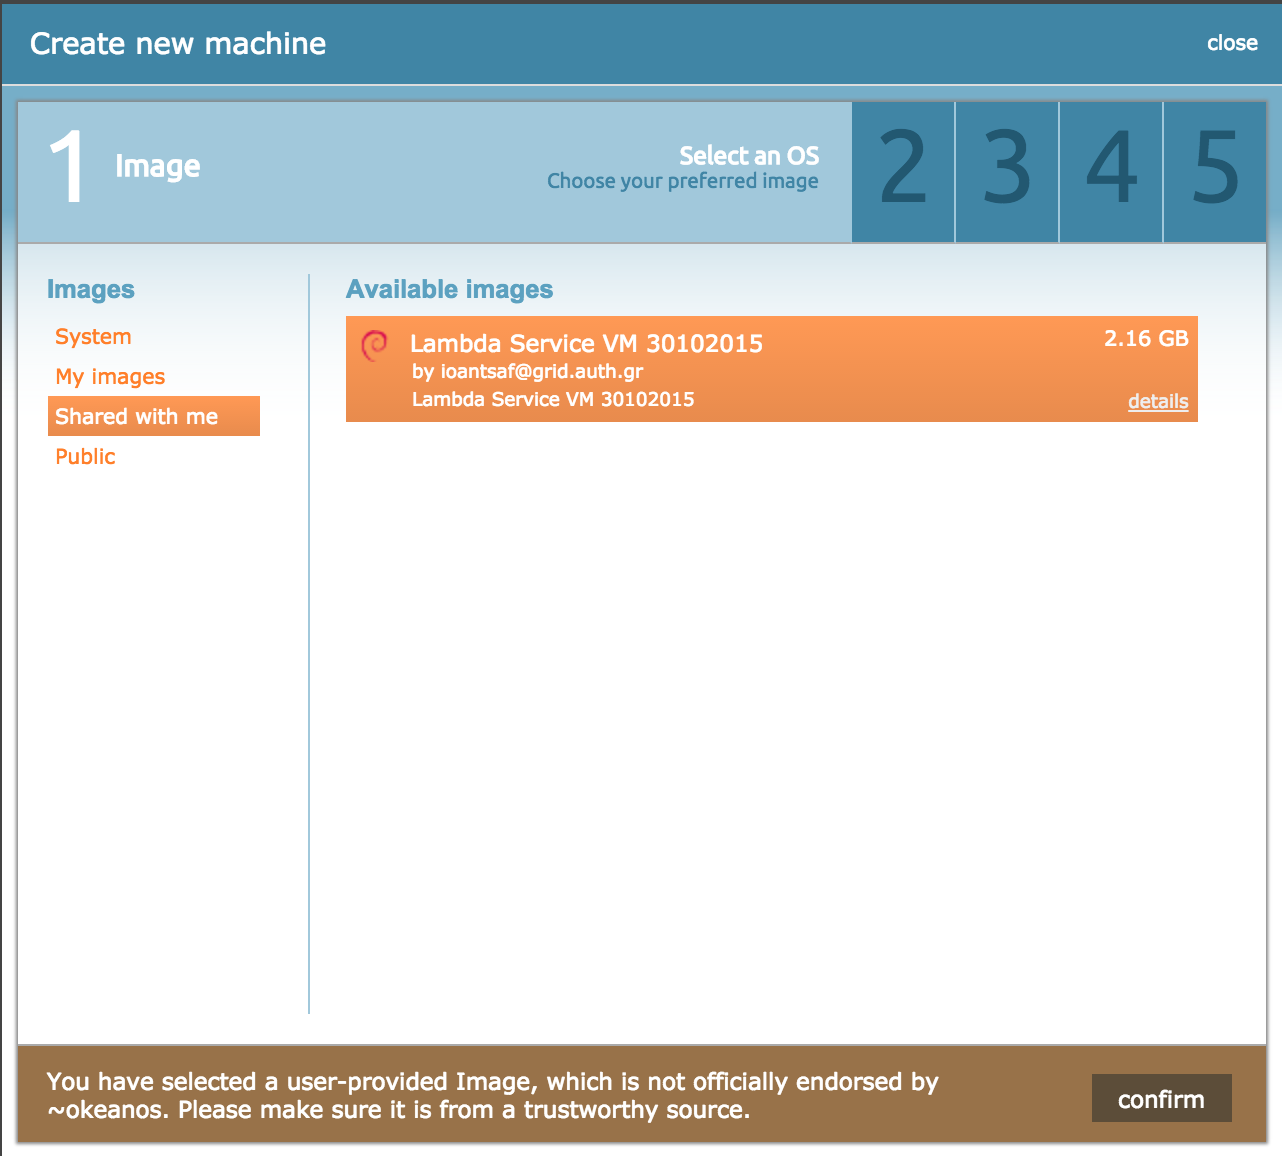 Create new machine
close
1
Image
Select an OS
Choose your preferred image
2
3
4
5
Images
System
My images
Shared with me
Public
Available images
Lambda Service VM 30102015
2.16 GB
by ioantsaf@grid.auth.gr
Lambda Service VM 30102015
details
You have selected a user-provided Image, which is not officially endorsed by
~okeanos. Please make sure it is from a trustworthy source.
confirm